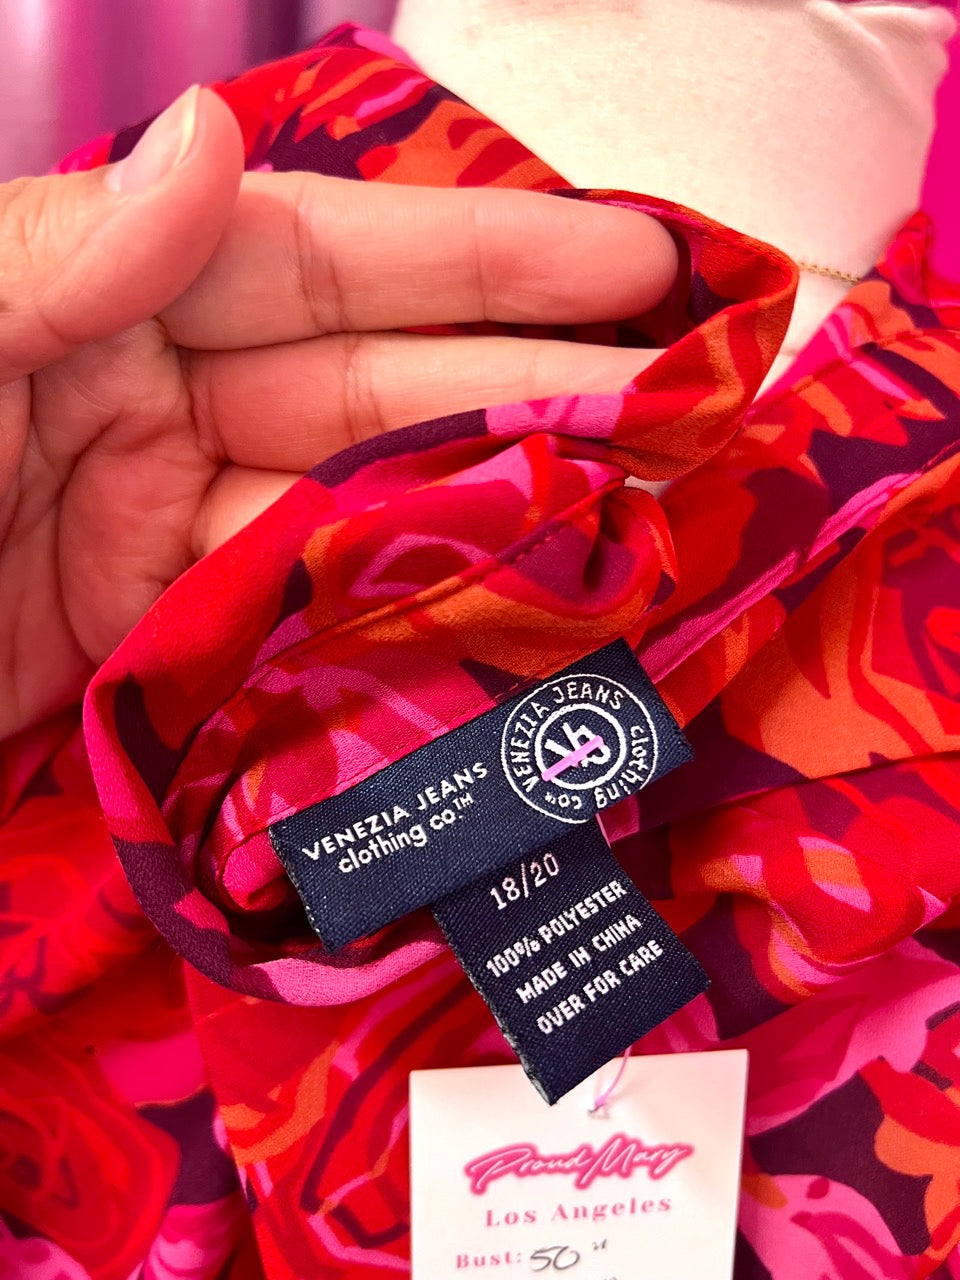 VENEZIA JEANS
clothing co.™
VENEZIA JEANS clothing co™
18/20
100% POLYESTER
MADE IN CHINA
OVER FOR CARE
Proud Mary
Los Angeles
Bust: 50"